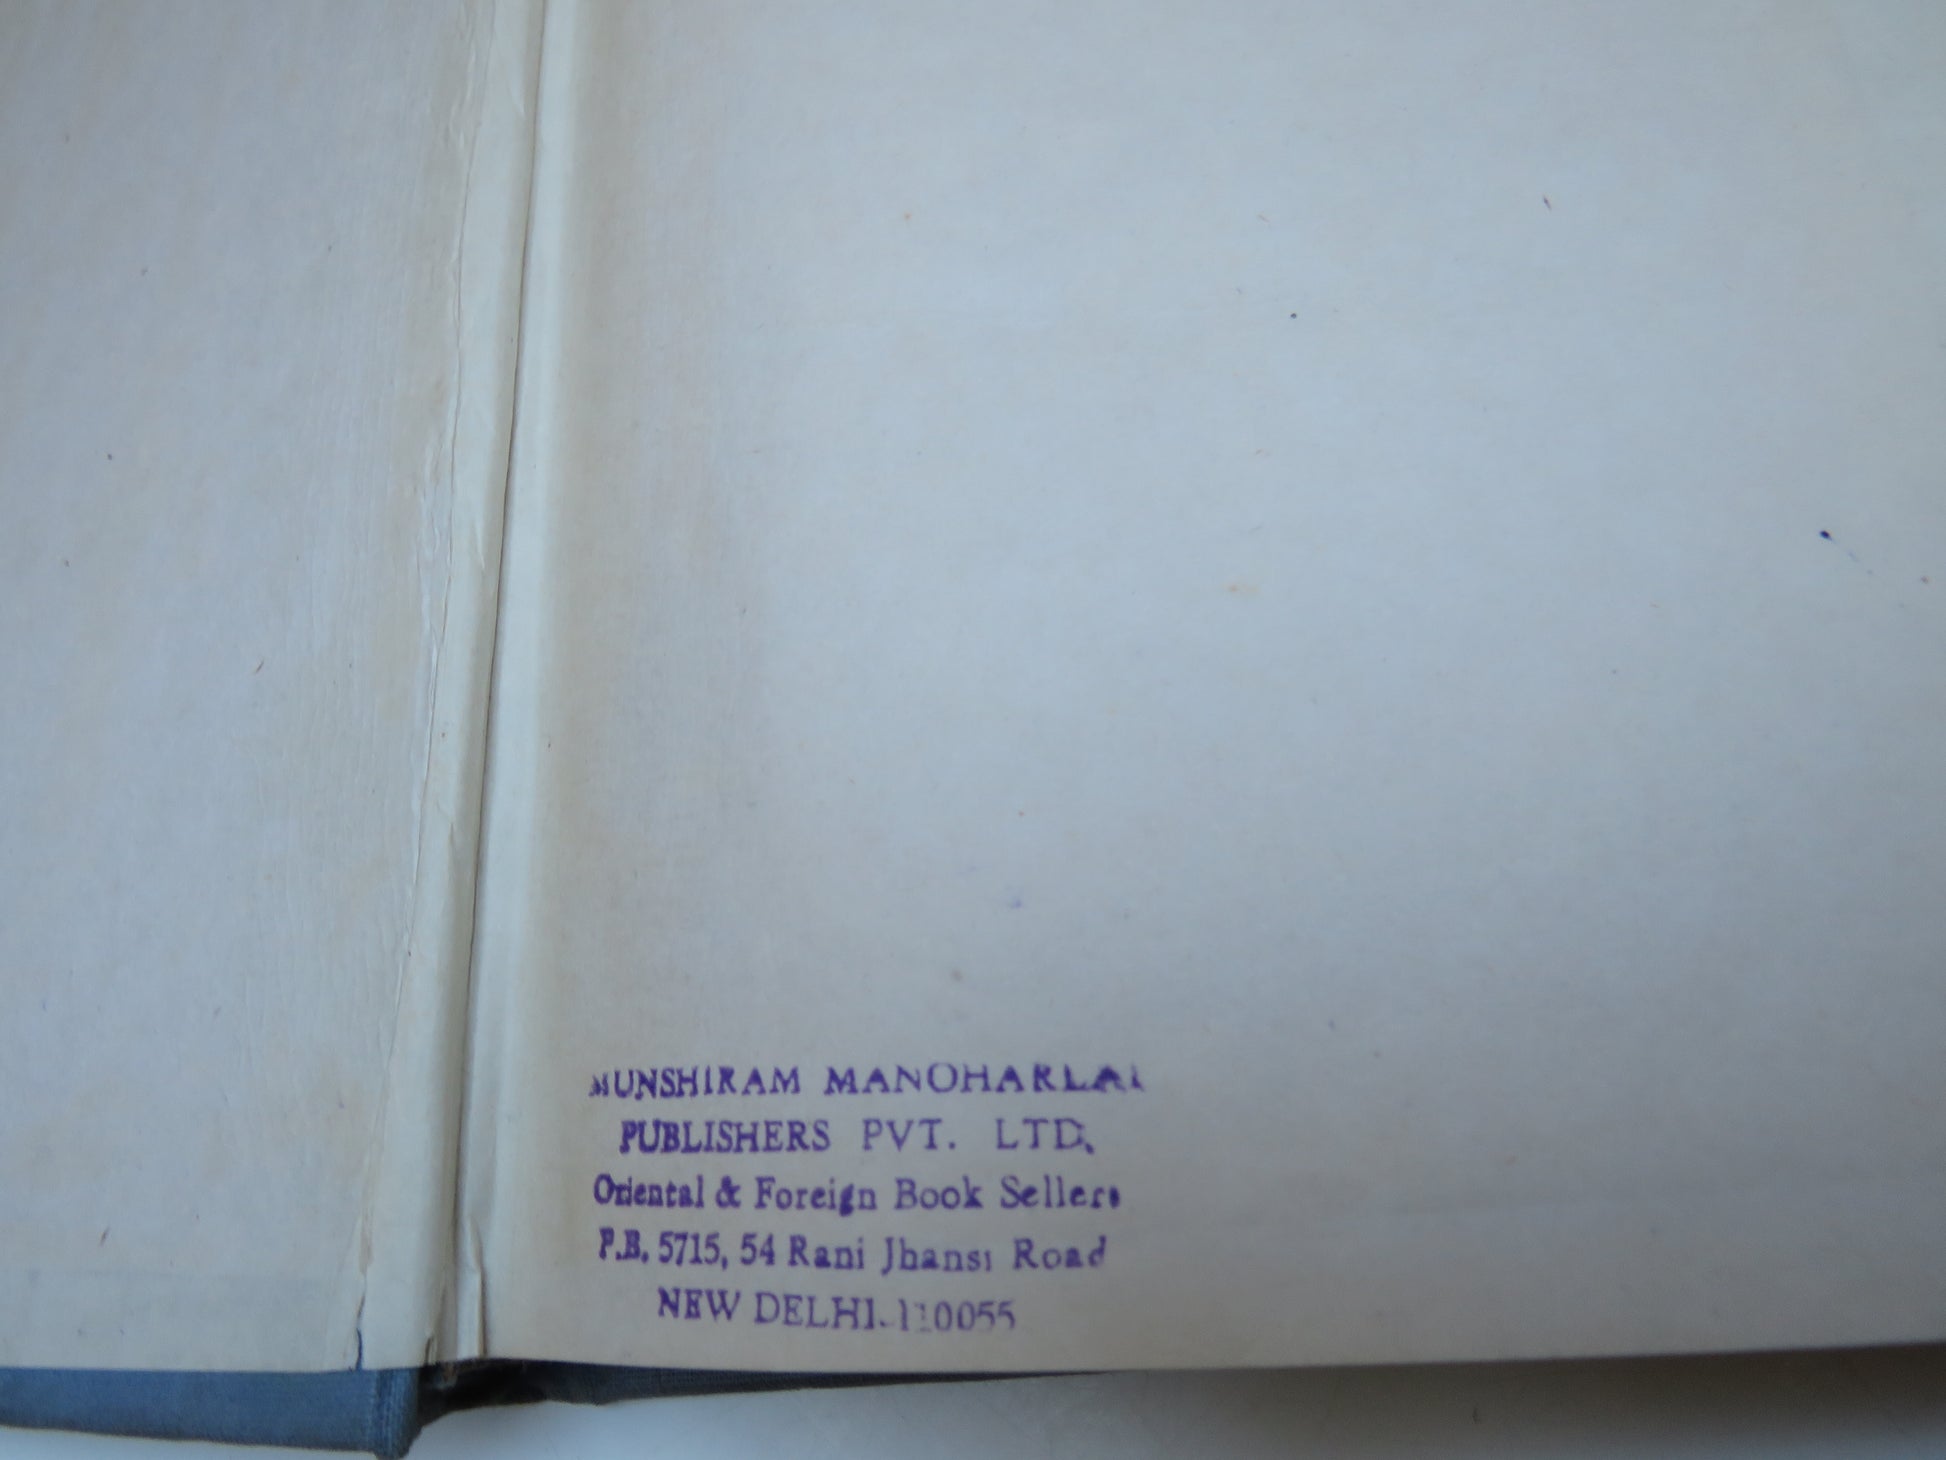 MUNSHIRAM MANOHARLAL
PUBLISHERS PVT. LTD.
Oriental & Foreign Book Sellers
P.B. 5715, 54 Rani Jhansi Road
NEW DELHI-110055